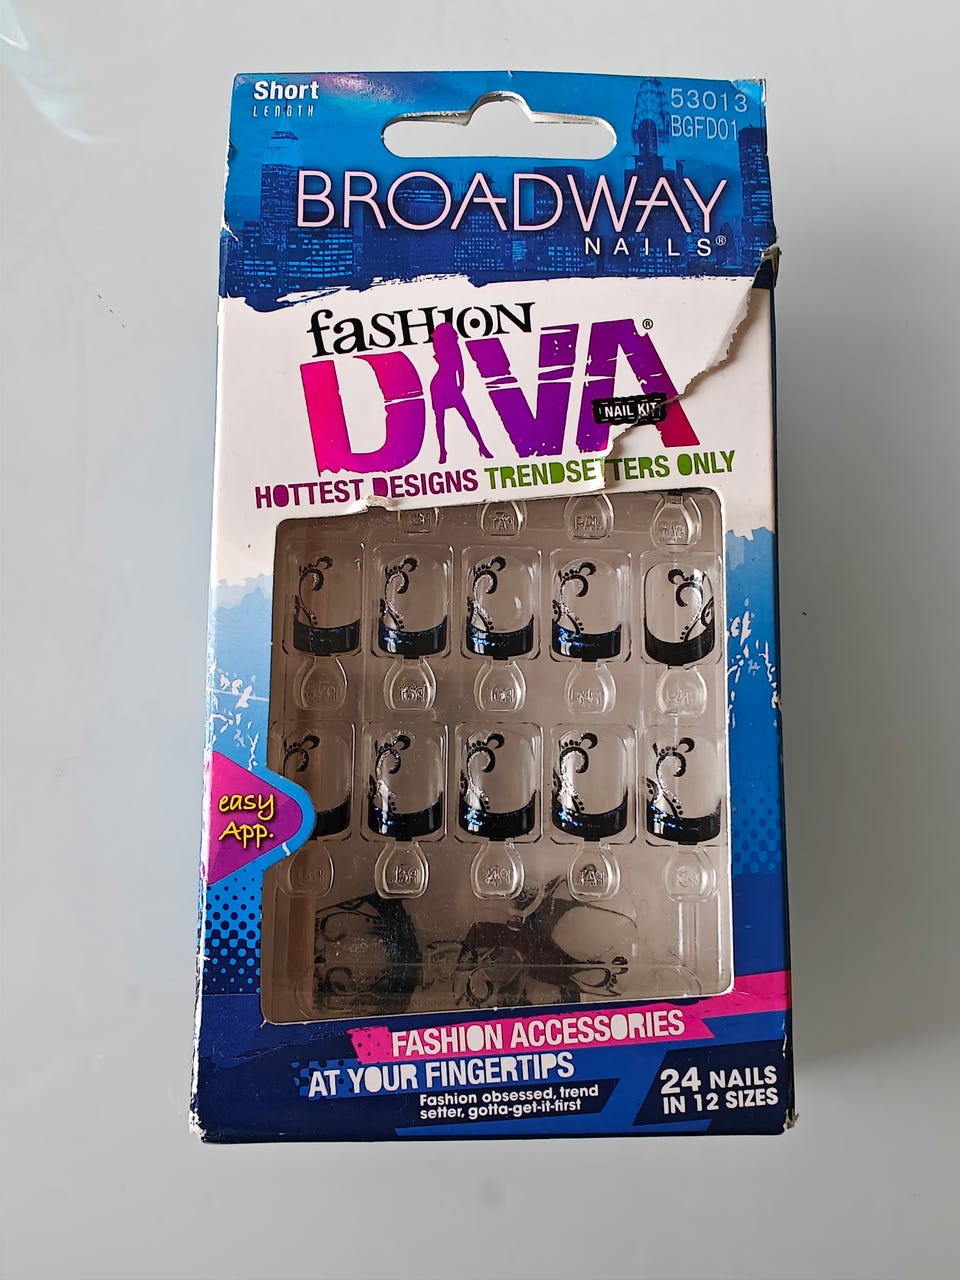 Short
LENGTH
53013
BGFD01
BROADWAY
NAILS®
faSHION
DIVA®
NAIL KIT
HOTTEST DESIGNS TRENDSETTERS ONLY
easy
App.
FASHION ACCESSORIES
AT YOUR FINGERTIPS
Fashion obsessed, trend
setter, gotta-get-it-first
24 NAILS
IN 12 SIZES